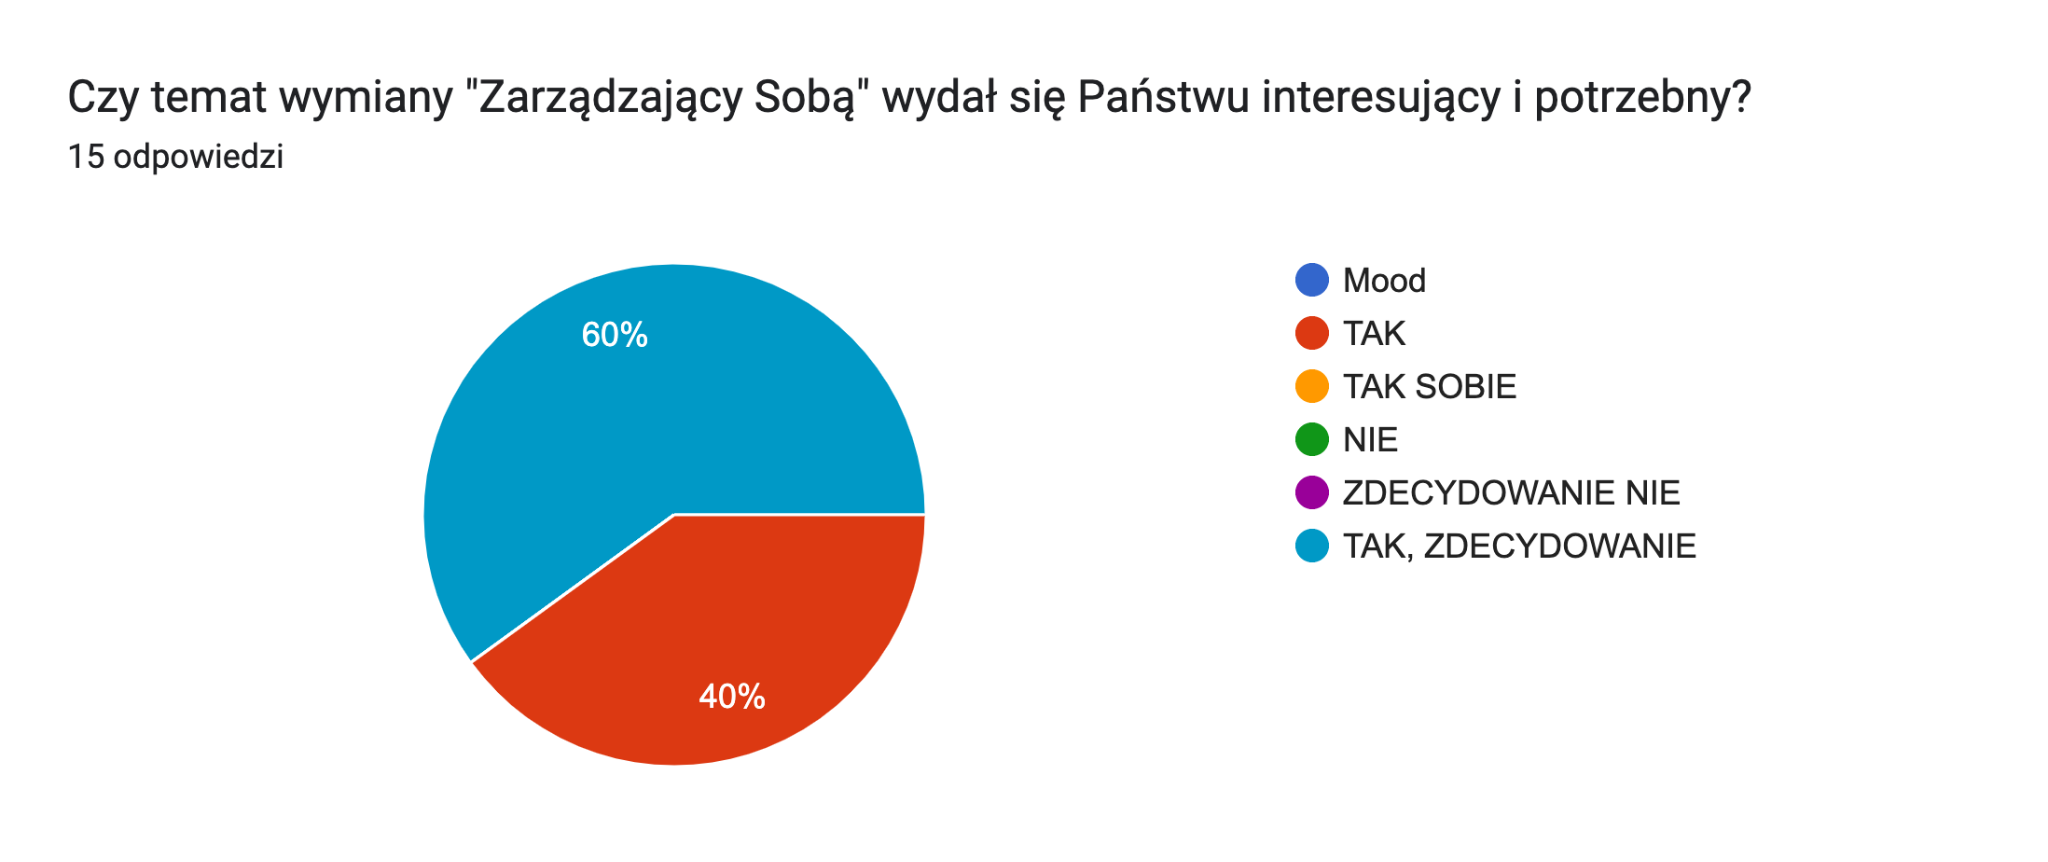 Czy temat wymiany "Zarządzający Sobą" wydał się Państwu interesujący i potrzebny?
15 odpowiedzi
60%
40%
Mood
TAK
TAK SOBIE
NIE
ZDECYDOWANIE NIE
TAK, ZDECYDOWANIE